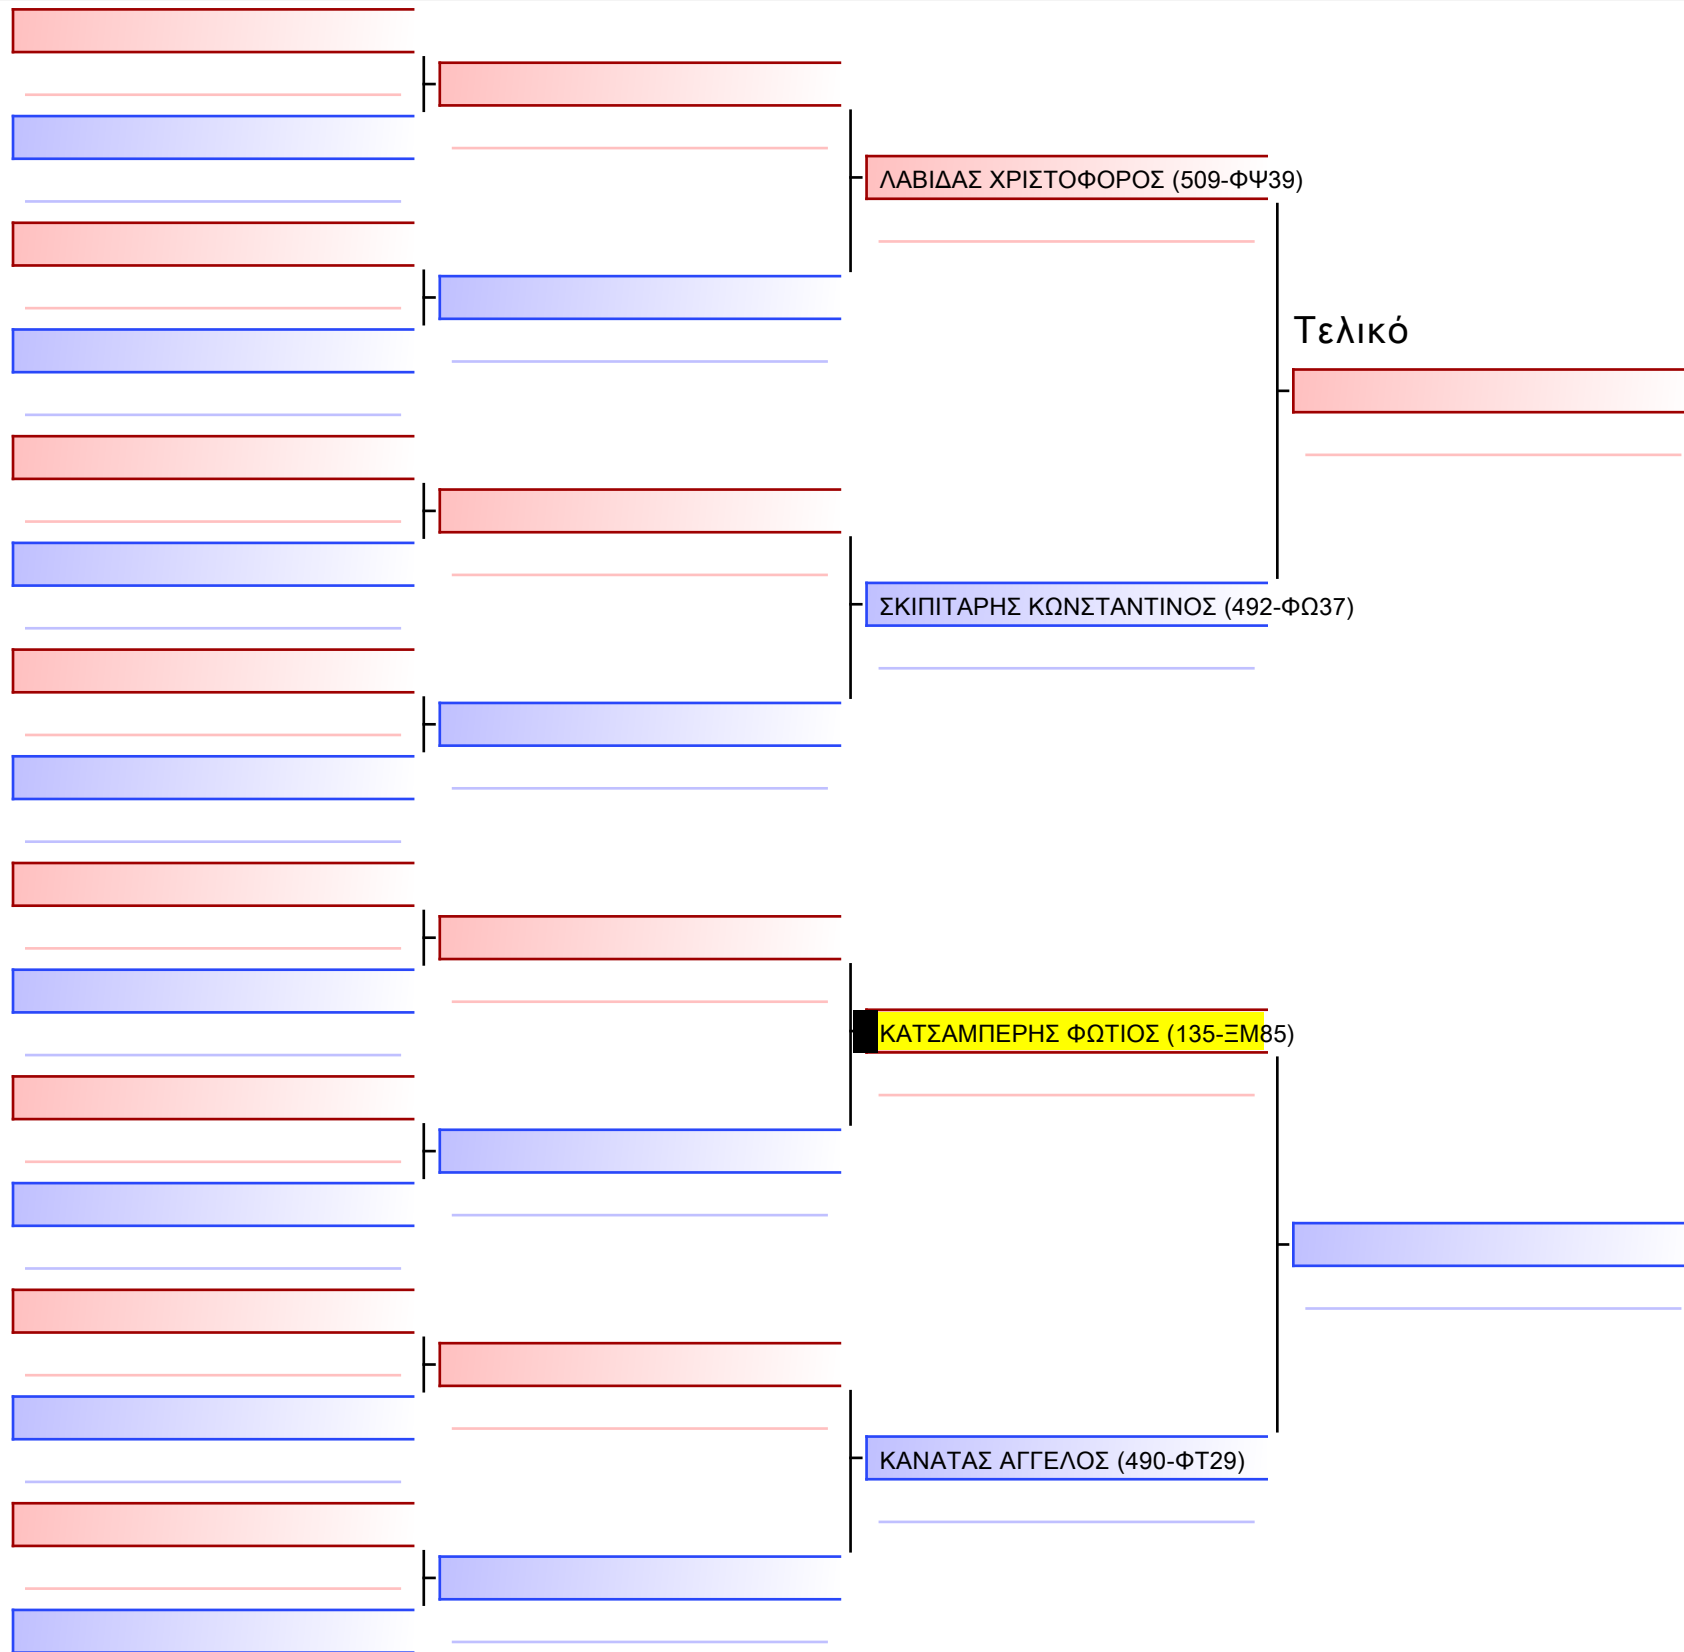 ΛΑΒΙΔΑΣ ΧΡΙΣΤΟΦΟΡΟΣ (509-ΦΨ39)
Τελικό
ΣΚΙΠΙΤΑΡΗΣ ΚΩΝΣΤΑΝΤΙΝΟΣ (492-ΦΩ37)
ΚΑΤΣΑΜΠΕΡΗΣ ΦΩΤΙΟΣ (135-ΞΜ85)
ΚΑΝΑΤΑΣ ΑΓΓΕΛΟΣ (490-ΦΤ29)